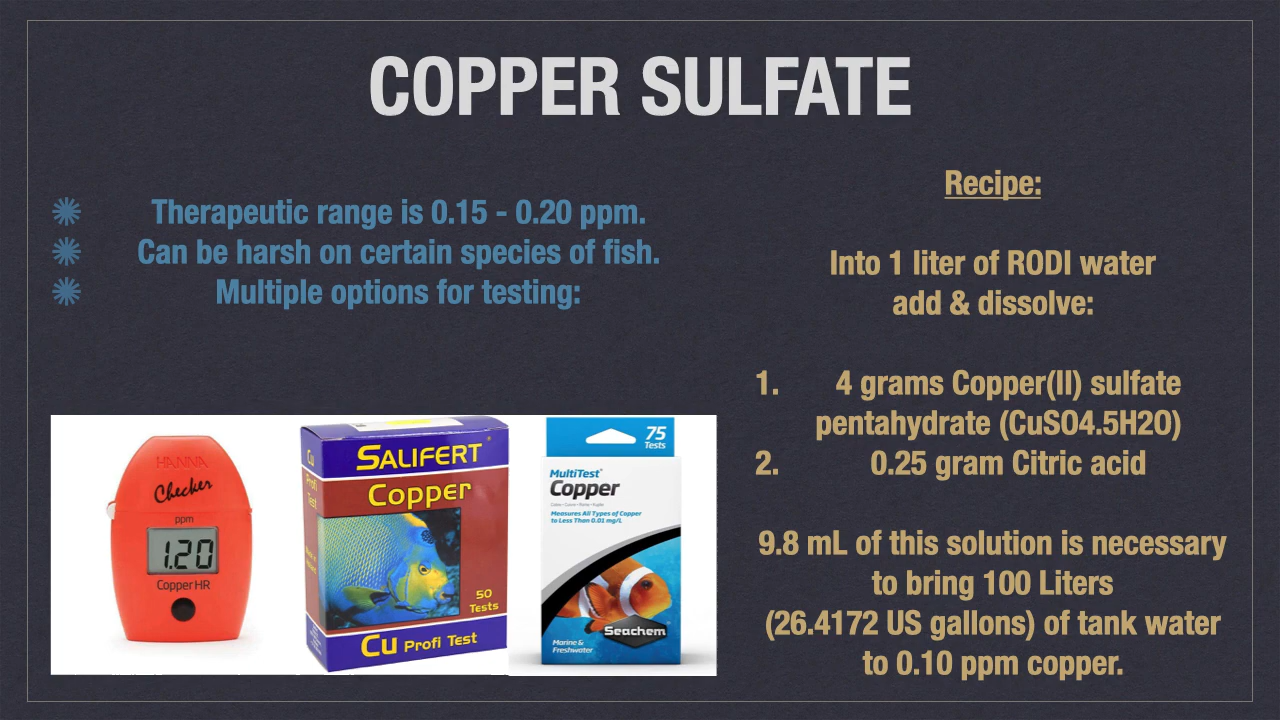 COPPER SULFATE
Therapeutic range is 0.15 - 0.20 ppm.
Can be harsh on certain species of fish.
Multiple options for testing:
HANNA
Checker
ppm
1.20
Copper HR
Cu
Profi
Test
SALIFERT
Copper
50
Tests
Cu Profi Test
75
Tests
MultiTest
Copper
Measures All Types of Copper
to Less Than 0.01 mg/L
Seachem
Marine &
Freshwater
Recipe:
Into 1 liter of RODI water
add & dissolve:
1. 4 grams Copper(II) sulfate
pentahydrate (CuSO4.5H2O)
2. 0.25 gram Citric acid
9.8 mL of this solution is necessary
to bring 100 Liters
(26.4172 US gallons) of tank water
to 0.10 ppm copper.